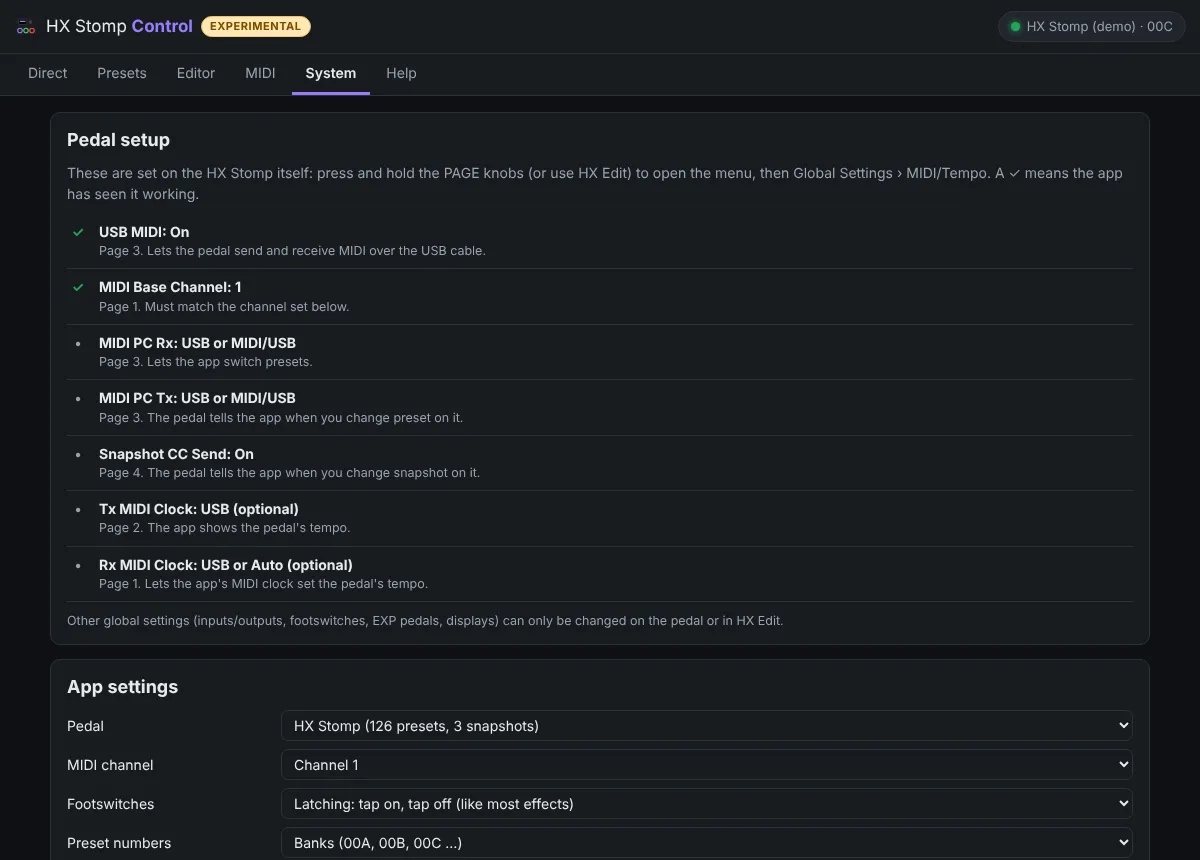 HX Stomp Control EXPERIMENTAL
HX Stomp (demo) · 00C
Direct Presets Editor MIDI System Help
Pedal setup
These are set on the HX Stomp itself: press and hold the PAGE knobs (or use HX Edit) to open the menu, then Global Settings › MIDI/Tempo. A ✓ means the app
has seen it working.
✓ USB MIDI: On
Page 3. Lets the pedal send and receive MIDI over the USB cable.
✓ MIDI Base Channel: 1
Page 1. Must match the channel set below.
• MIDI PC Rx: USB or MIDI/USB
Page 3. Lets the app switch presets.
• MIDI PC Tx: USB or MIDI/USB
Page 3. The pedal tells the app when you change preset on it.
• Snapshot CC Send: On
Page 4. The pedal tells the app when you change snapshot on it.
• Tx MIDI Clock: USB (optional)
Page 2. The app shows the pedal's tempo.
• Rx MIDI Clock: USB or Auto (optional)
Page 1. Lets the app's MIDI clock set the pedal's tempo.
Other global settings (inputs/outputs, footswitches, EXP pedals, displays) can only be changed on the pedal or in HX Edit.
App settings
Pedal HX Stomp (126 presets, 3 snapshots)
MIDI channel Channel 1
Footswitches Latching: tap on, tap off (like most effects)
Preset numbers Banks (00A, 00B, 00C ...)